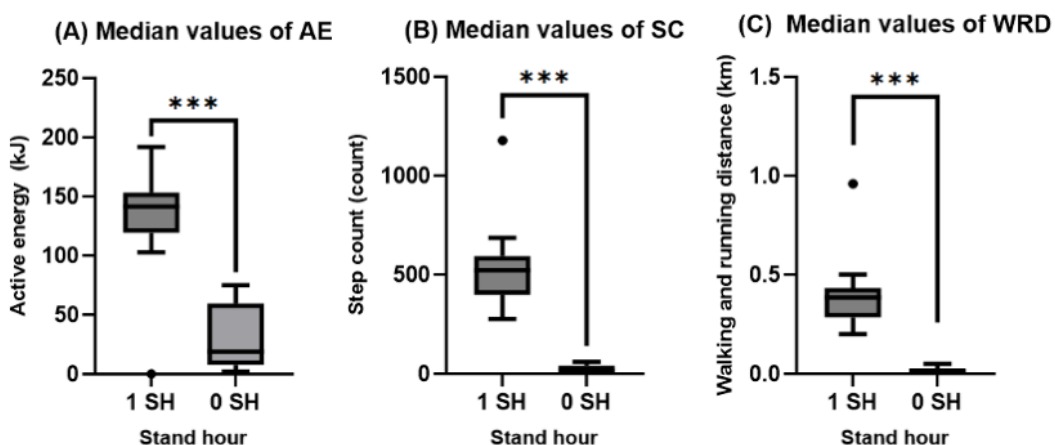 (A) Median values of AE
250
200
150
100
50
0
Active energy (kJ)
***
1 SH 0 SH
Stand hour
(B) Median values of SC
1500
1000
500
0
Step count (count)
***
1 SH 0 SH
Stand hour
(C) Median values of WRD
1.5
1.0
0.5
0.0
Walking and running distance (km)
***
1 SH 0 SH
Stand hour